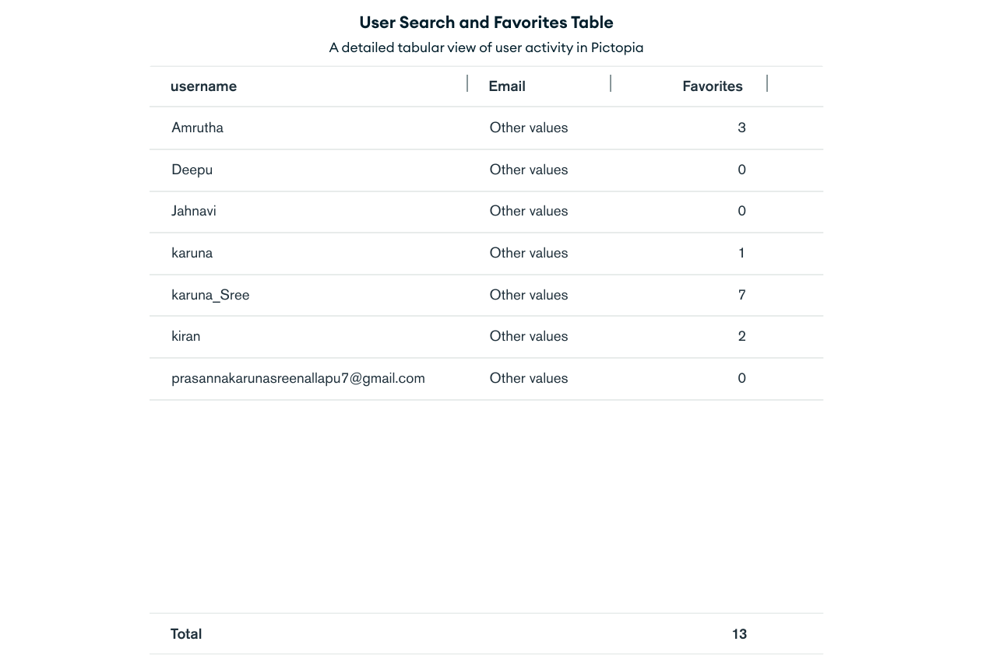 User Search and Favorites Table
A detailed tabular view of user activity in Pictopia
username Email Favorites
Amrutha Other values 3
Deepu Other values 0
Jahnavi Other values 0
karuna Other values 1
karuna_Sree Other values 7
kiran Other values 2
prasannakarunasreenallapu7@gmail.com Other values 0
Total 13